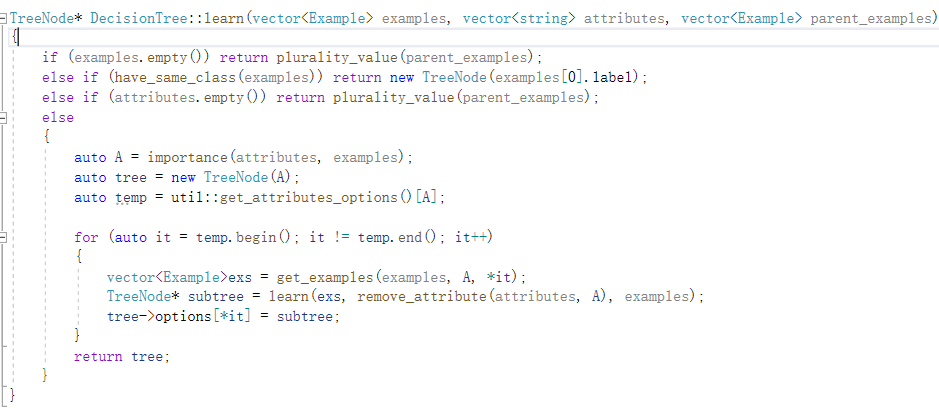 TreeNode* DecisionTree::learn(vector<Example> examples, vector<string> attributes, vector<Example> parent_examples)
{
    if (examples.empty()) return plurality_value(parent_examples);
    else if (have_same_class(examples)) return new TreeNode(examples[0].label);
    else if (attributes.empty()) return plurality_value(parent_examples);
    else
    {
        auto A = importance(attributes, examples);
        auto tree = new TreeNode(A);
        auto temp = util::get_attributes_options()[A];

        for (auto it = temp.begin(); it != temp.end(); it++)
        {
            vector<Example>exs = get_examples(examples, A, *it);
            TreeNode* subtree = learn(exs, remove_attribute(attributes, A), examples);
            tree->options[*it] = subtree;
        }
        return tree;
    }
}